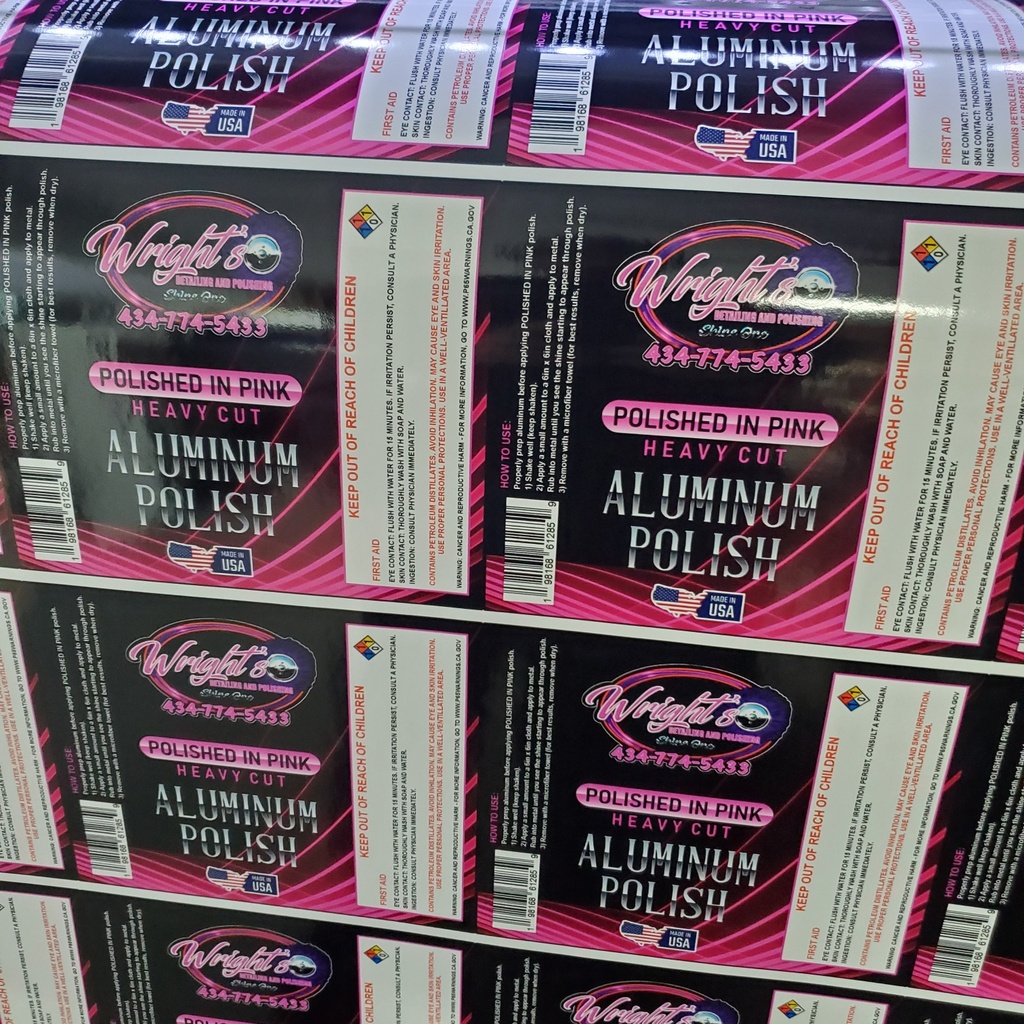 HOW TO USE:
Properly prep aluminum before applying POLISHED IN PINK polish.
1) Shake well (keep shaken).
2) Apply a small amount to a 6in x 6in cloth and apply to metal.
Rub into metal until you see the shine starting to appear through polish.
3) Remove with a microfiber towel (for best results, remove when dry).
1 98168 61285 9
Wright's
DETAILING AND POLISHING
Shine On
434-774-5433
POLISHED IN PINK
HEAVY CUT
ALUMINUM
POLISH
MADE IN
USA
KEEP OUT OF REACH OF CHILDREN
FIRST AID
EYE CONTACT: FLUSH WITH WATER FOR 15 MINUTES. IF IRRITATION PERSIST, CONSULT A PHYSICIAN.
SKIN CONTACT: THOROUGHLY WASH WITH SOAP AND WATER.
INGESTION: CONSULT PHYSICIAN IMMEDIATELY.
CONTAINS PETROLEUM DISTILLATES, AVOID INHILATION, MAY CAUSE EYE AND SKIN IRRITATION.
USE PROPER PERSONAL PROTECTIONS. USE IN A WELL-VENTILATED AREA.
WARNING: CANCER AND REPRODUCTIVE HARM - FOR MORE INFORMATION, GO TO WWW.P65WARNINGS.CA.GOV